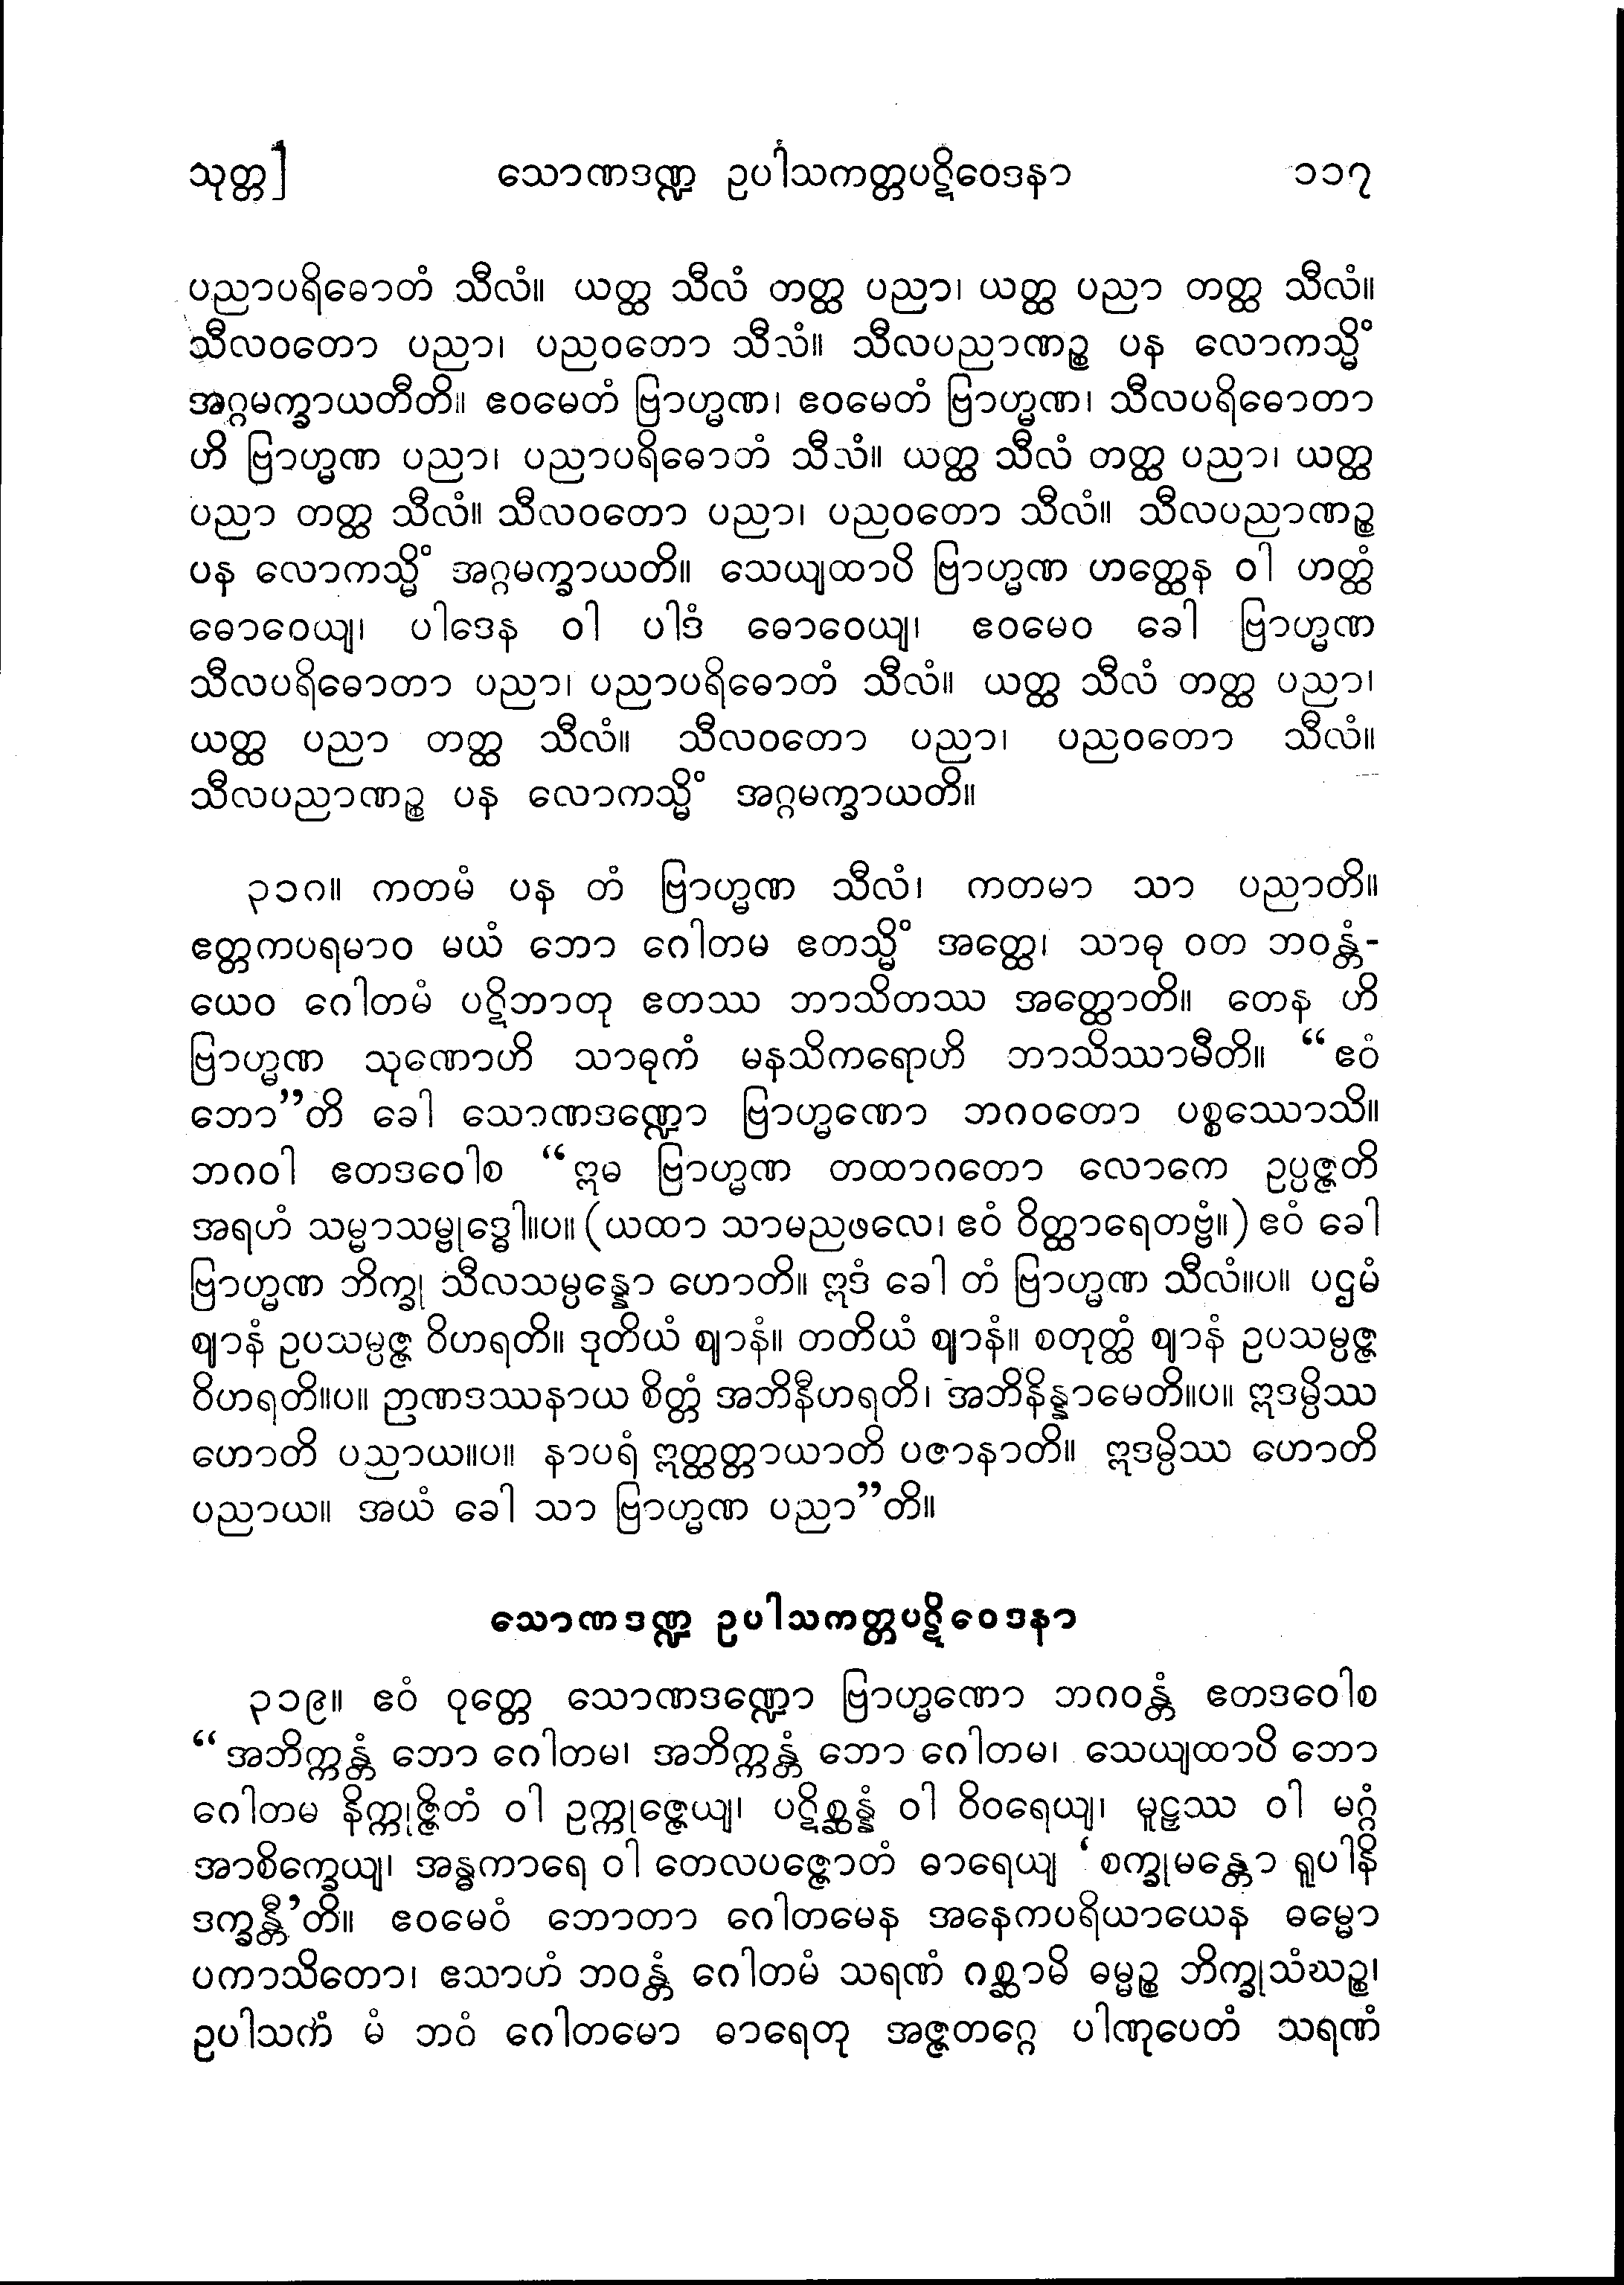 သုတ္တ] သောဏဒဏ္ဍ ဥပါသကတ္တပဋိဝေဒနာ ၁၁၇
ပညာပရိဓောတံ သီလံ။ ယတ္ထ သီလံ တတ္ထ ပညာ၊ ယတ္ထ ပညာ တတ္ထ သီလံ။
သီလဝတော ပညာ၊ ပညဝတော သီလံ။ သီလပညာဏဉ္စ ပန လောကသ္မိံ
အဂ္ဂမက္ခာယတီတိ။ ဧဝမေတံ ဗြာဟ္မဏ၊ ဧဝမေတံ ဗြာဟ္မဏ၊ သီလပရိဓောတာ
ဟိ ဗြာဟ္မဏ ပညာ၊ ပညာပရိဓောတံ သီလံ။ ယတ္ထ သီလံ တတ္ထ ပညာ၊ ယတ္ထ
ပညာ တတ္ထ သီလံ။ သီလဝတော ပညာ၊ ပညဝတော သီလံ။ သီလပညာဏဉ္စ
ပန လောကသ္မိံ အဂ္ဂမက္ခာယတိ။ သေယျထာပိ ဗြာဟ္မဏ ဟတ္ထေန ဝါ ဟတ္ထံ
ဓောဝေယျ၊ ပါဒေန ဝါ ပါဒံ ဓောဝေယျ၊ ဧဝမေဝ ခေါ ဗြာဟ္မဏ
သီလပရိဓောတာ ပညာ၊ ပညာပရိဓောတံ သီလံ။ ယတ္ထ သီလံ တတ္ထ ပညာ၊
ယတ္ထ ပညာ တတ္ထ သီလံ။ သီလဝတော ပညာ၊ ပညဝတော သီလံ။
သီလပညာဏဉ္စ ပန လောကသ္မိံ အဂ္ဂမက္ခာယတိ။
၃၁၈။ ကတမံ ပန တံ ဗြာဟ္မဏ သီလံ၊ ကတမာ သာ ပညာတိ။
ဧတ္တကပရမာဝ မယံ ဘော ဂေါတမ ဧတသ္မိံ အတ္ထေ၊ သာဓု ဝတ ဘဝန္တံ-
ယေဝ ဂေါတမံ ပဋိဘာတု ဧတဿ ဘာသိတဿ အတ္ထောတိ။ တေန ဟိ
ဗြာဟ္မဏ သုဏောဟိ သာဓုကံ မနသိကရောဟိ ဘာသိဿာမီတိ။ “ဧဝံ
ဘော”တိ ခေါ သောဏဒဏ္ဍော ဗြာဟ္မဏော ဘဂဝတော ပစ္စဿောသိ။
ဘဂဝါ ဧတဒဝေါစ “ဣဓ ဗြာဟ္မဏ တထာဂတော လောကေ ဥပ္ပဇ္ဇတိ
အရဟံ သမ္မာသမ္ဗုဒ္ဓေါ။ပ။ (ယထာ သာမညဖလေ၊ ဧဝံ ဝိတ္ထာရေတဗ္ဗံ။) ဧဝံ ခေါ
ဗြာဟ္မဏ ဘိက္ခု သီလသမ္ပန္နော ဟောတိ။ ဣဒံ ခေါ တံ ဗြာဟ္မဏ သီလံ။ပ။ ပဌမံ
ဈာနံ ဥပသမ္ပဇ္ဇ ဝိဟရတိ။ ဒုတိယံ ဈာနံ။ တတိယံ ဈာနံ။ စတုတ္ထံ ဈာနံ ဥပသမ္ပဇ္ဇ
ဝိဟရတိ။ပ။ ဉာဏဒဿနာယ စိတ္တံ အဘိနီဟရတိ၊ အဘိနိန္နာမေတိ။ပ။ ဣဒမ္ပိဿ
ဟောတိ ပညာယ။ပ။ နာပရံ ဣတ္ထတ္တာယာတိ ပဇာနာတိ။ ဣဒမ္ပိဿ ဟောတိ
ပညာယ။ အယံ ခေါ သာ ဗြာဟ္မဏ ပညာ”တိ။
သောဏဒဏ္ဍ ဥပါသကတ္တပဋိဝေဒနာ
၃၁၉။ ဧဝံ ဝုတ္တေ သောဏဒဏ္ဍော ဗြာဟ္မဏော ဘဂဝန္တံ ဧတဒဝေါစ
“အဘိက္ကန္တံ ဘော ဂေါတမ၊ အဘိက္ကန္တံ ဘော ဂေါတမ၊ သေယျထာပိ ဘော
ဂေါတမ နိက္ကုဇ္ဇိတံ ဝါ ဥက္ကုဇ္ဇေယျ၊ ပဋိစ္ဆန္နံ ဝါ ဝိဝရေယျ၊ မူဠှဿ ဝါ မဂ္ဂံ
အာစိက္ခေယျ၊ အန္ဓကာရေ ဝါ တေလပဇ္ဇောတံ ဓာရေယျ ‘စက္ခုမန္တော ရူပါနိ
ဒက္ခန္တီ’တိ။ ဧဝမေဝံ ဘောတာ ဂေါတမေန အနေကပရိယာယေန ဓမ္မော
ပကာသိတော၊ ဧသာဟံ ဘဝန္တံ ဂေါတမံ သရဏံ ဂစ္ဆာမိ ဓမ္မဉ္စ ဘိက္ခုသံဃဉ္စ၊
ဥပါသကံ မံ ဘဝံ ဂေါတမော ဓာရေတု အဇ္ဇတဂ္ဂေ ပါဏုပေတံ သရဏံ